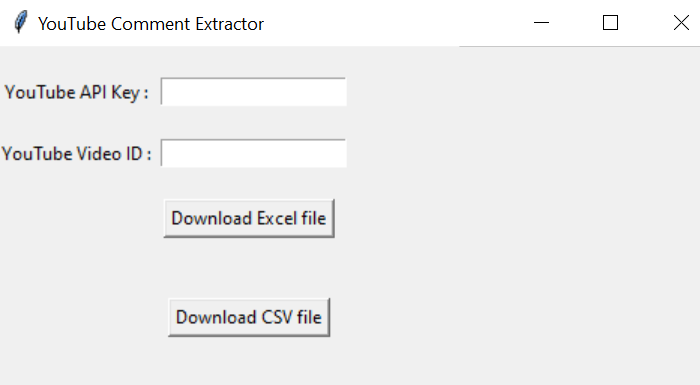 YouTube Comment Extractor
YouTube API Key :
YouTube Video ID :
Download Excel file
Download CSV file